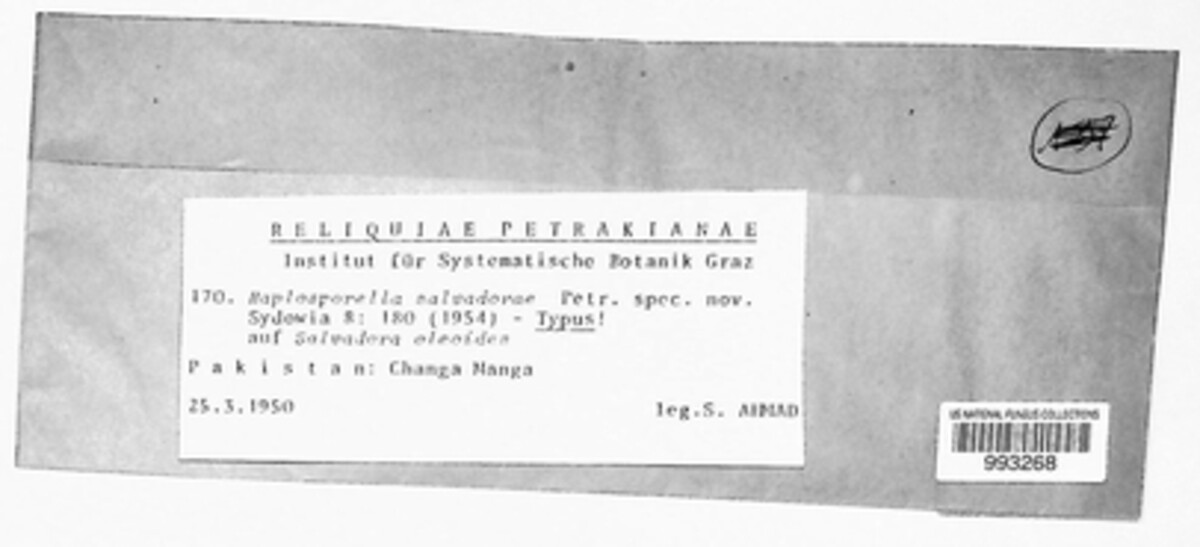 RELIQUIAE PETRAKIANAE
Institut für Systematische Botanik Graz
170. Haplosporella salvadorae Petr. spec. nov.
Sydowia 8: 180 (1954) - Typus!
auf Salvadora oleoides
Pakistan: Changa Manga
25.3.1950 leg.S. AHMAD
US NATIONAL FUNGUS COLLECTIONS
993268